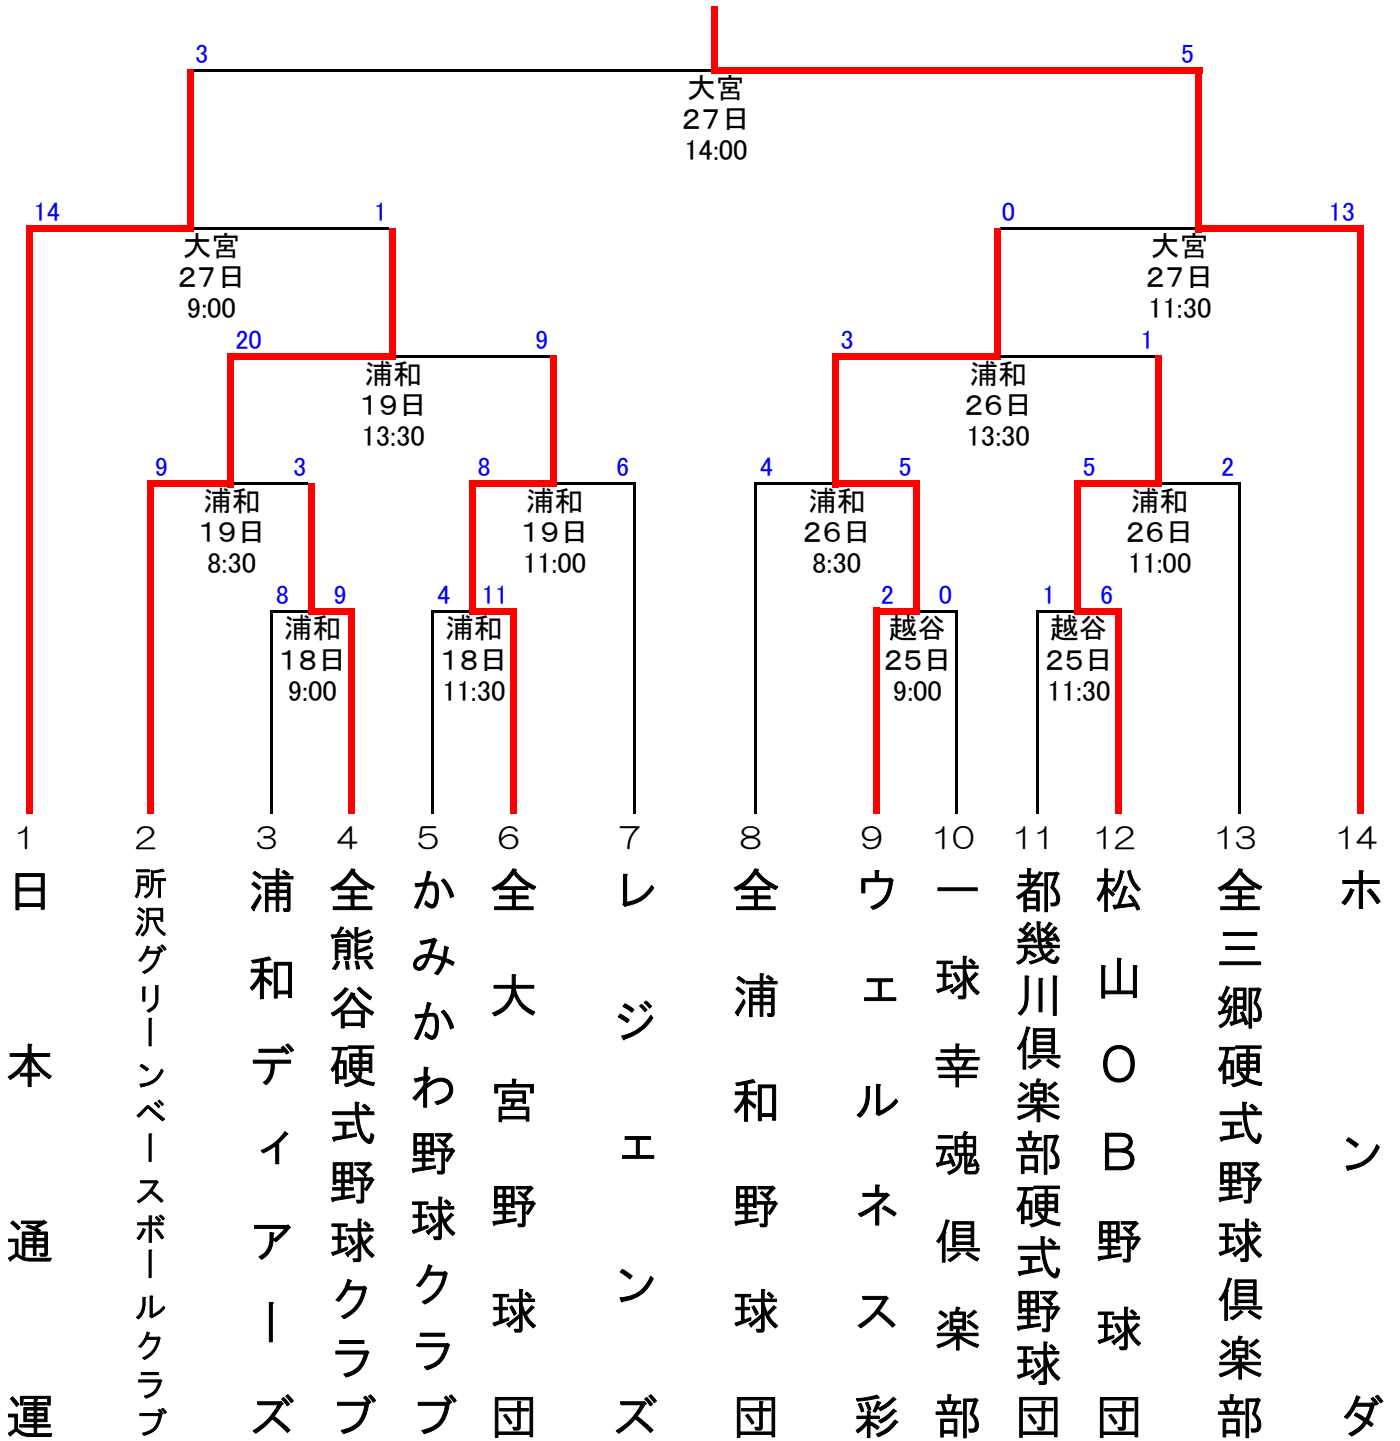 3 5
大宮
27日
14:00
14 1 0 13
大宮 大宮
27日 27日
9:00 11:30
20 9 3 1
浦和 浦和
19日 26日
13:30 13:30
9 3 8 6 4 5 5 2
浦和 浦和 浦和 浦和
19日 19日 26日 26日
8:30 11:00 8:30 11:00
8 9 4 11 2 0 1 6
浦和 浦和 越谷 越谷
18日 18日 25日 25日
9:00 11:30 9:00 11:30
1 2 3 4 5 6 7 8 9 10 11 12 13 14
日本通運
所沢グリーンベースボールクラブ
浦和ディアーズ
全熊谷硬式野球クラブ
かみかわ野球クラブ
全大宮野球団
レジェンズ
全浦和野球団
ウェルネス彩
一球幸魂倶楽部
都幾川倶楽部硬式野球団
松山OB野球団
全三郷硬式野球倶楽部
ホンダ